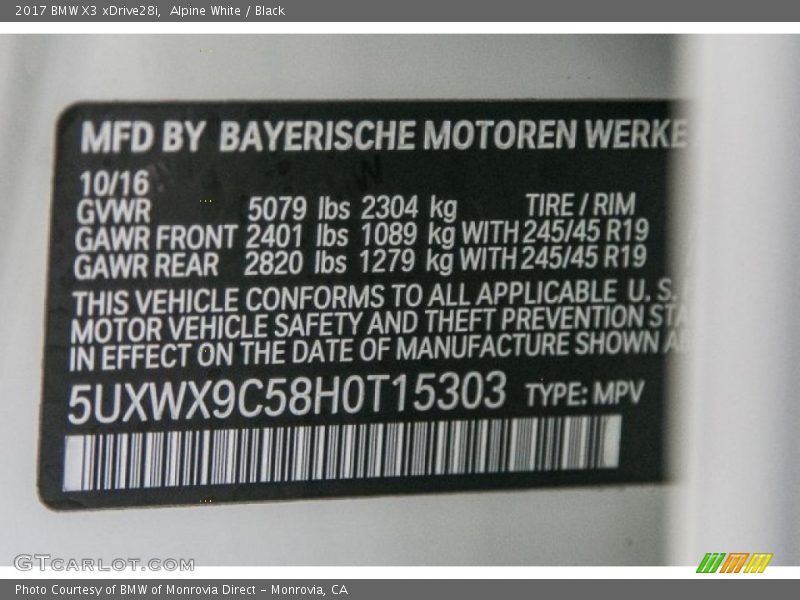 2017 BMW X3 xDrive28i, Alpine White / Black
MFD BY BAYERISCHE MOTOREN WERKE
10/16
GVWR 5079 lbs 2304 kg TIRE / RIM
GAWR FRONT 2401 lbs 1089 kg WITH 245/45 R19
GAWR REAR 2820 lbs 1279 kg WITH 245/45 R19
THIS VEHICLE CONFORMS TO ALL APPLICABLE U. S.
MOTOR VEHICLE SAFETY AND THEFT PREVENTION STA
IN EFFECT ON THE DATE OF MANUFACTURE SHOWN AB
5UXWX9C58H0T15303 TYPE: MPV
GTCARLOT.COM
Photo Courtesy of BMW of Monrovia Direct - Monrovia, CA